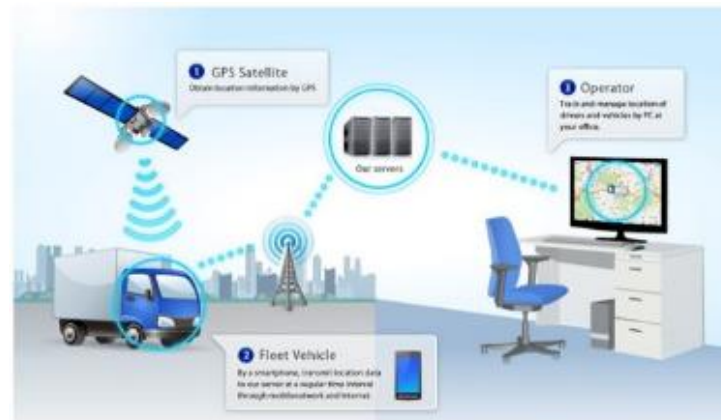 1 GPS Satellite
Obtain location information by GPS
3 Operator
Track and manage location of
drivers and vehicles by PC at
your office.
Our servers
2 Fleet Vehicle
By a smartphone, transmit location data
to our server at a regular time interval
through mobile network and Internet.